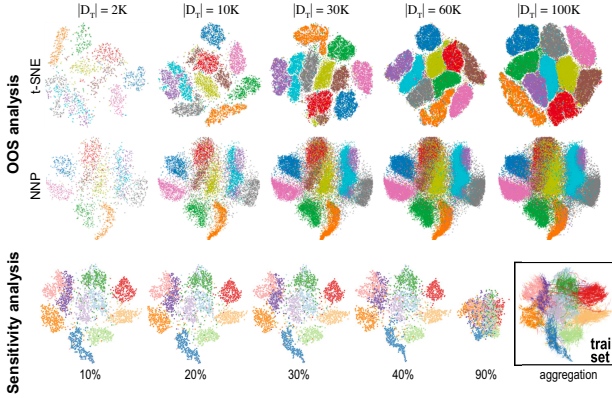 |D_T| = 2K |D_T| = 10K |D_T| = 30K |D_T| = 60K |D_T| = 100K
OOS analysis
t-SNE
NNP
Sensitivity analysis
trai
set
10% 20% 30% 40% 90% aggregation